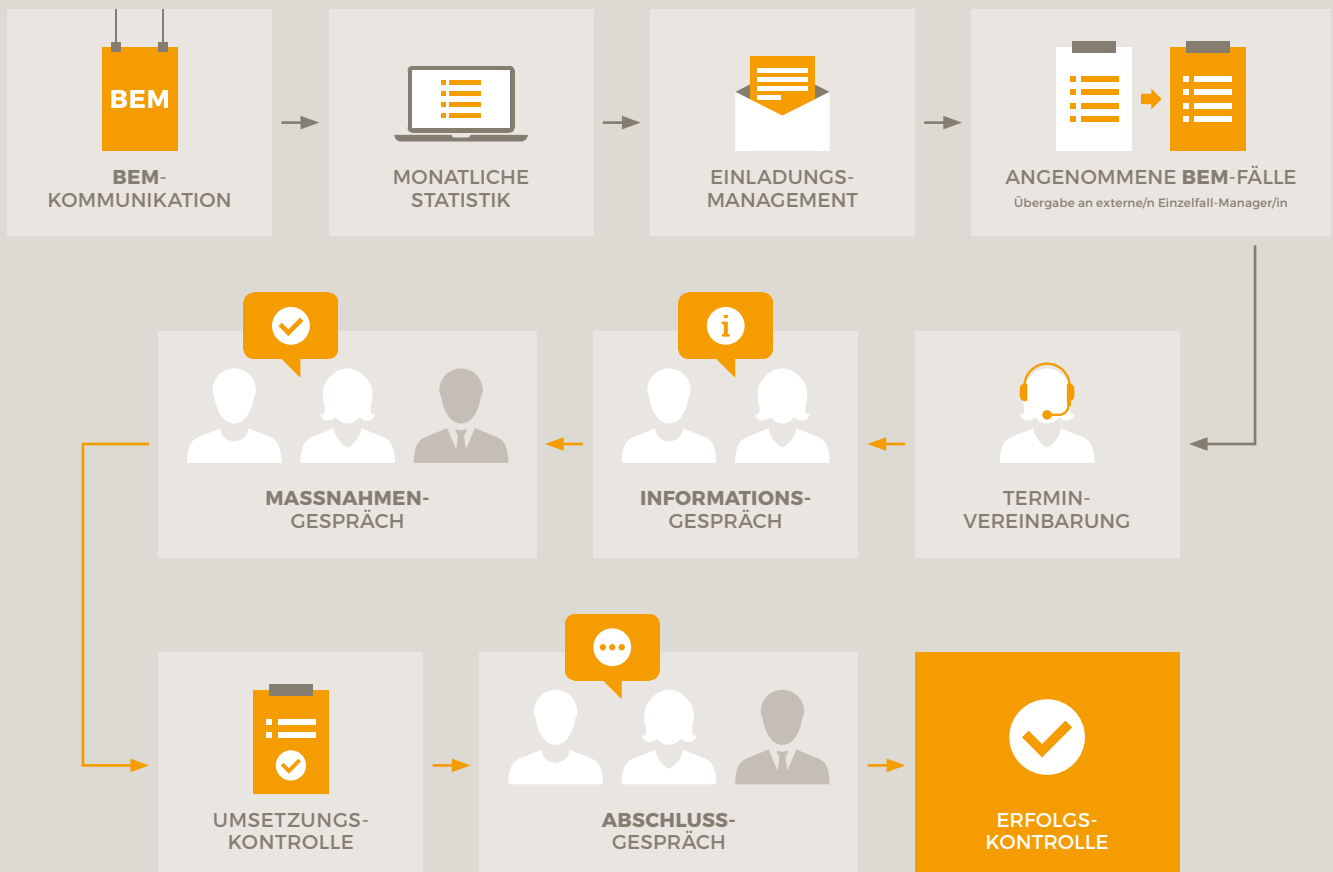 BEM
BEM-
KOMMUNIKATION
MONATLICHE
STATISTIK
EINLADUNGS-
MANAGEMENT
ANGENOMMENE BEM-FÄLLE
Übergabe an externe/n Einzelfall-Manager/in
MASSNAHMEN-
GESPRÄCH
INFORMATIONS-
GESPRÄCH
TERMIN-
VEREINBARUNG
UMSETZUNGS-
KONTROLLE
ABSCHLUSS-
GESPRÄCH
ERFOLGS-
KONTROLLE